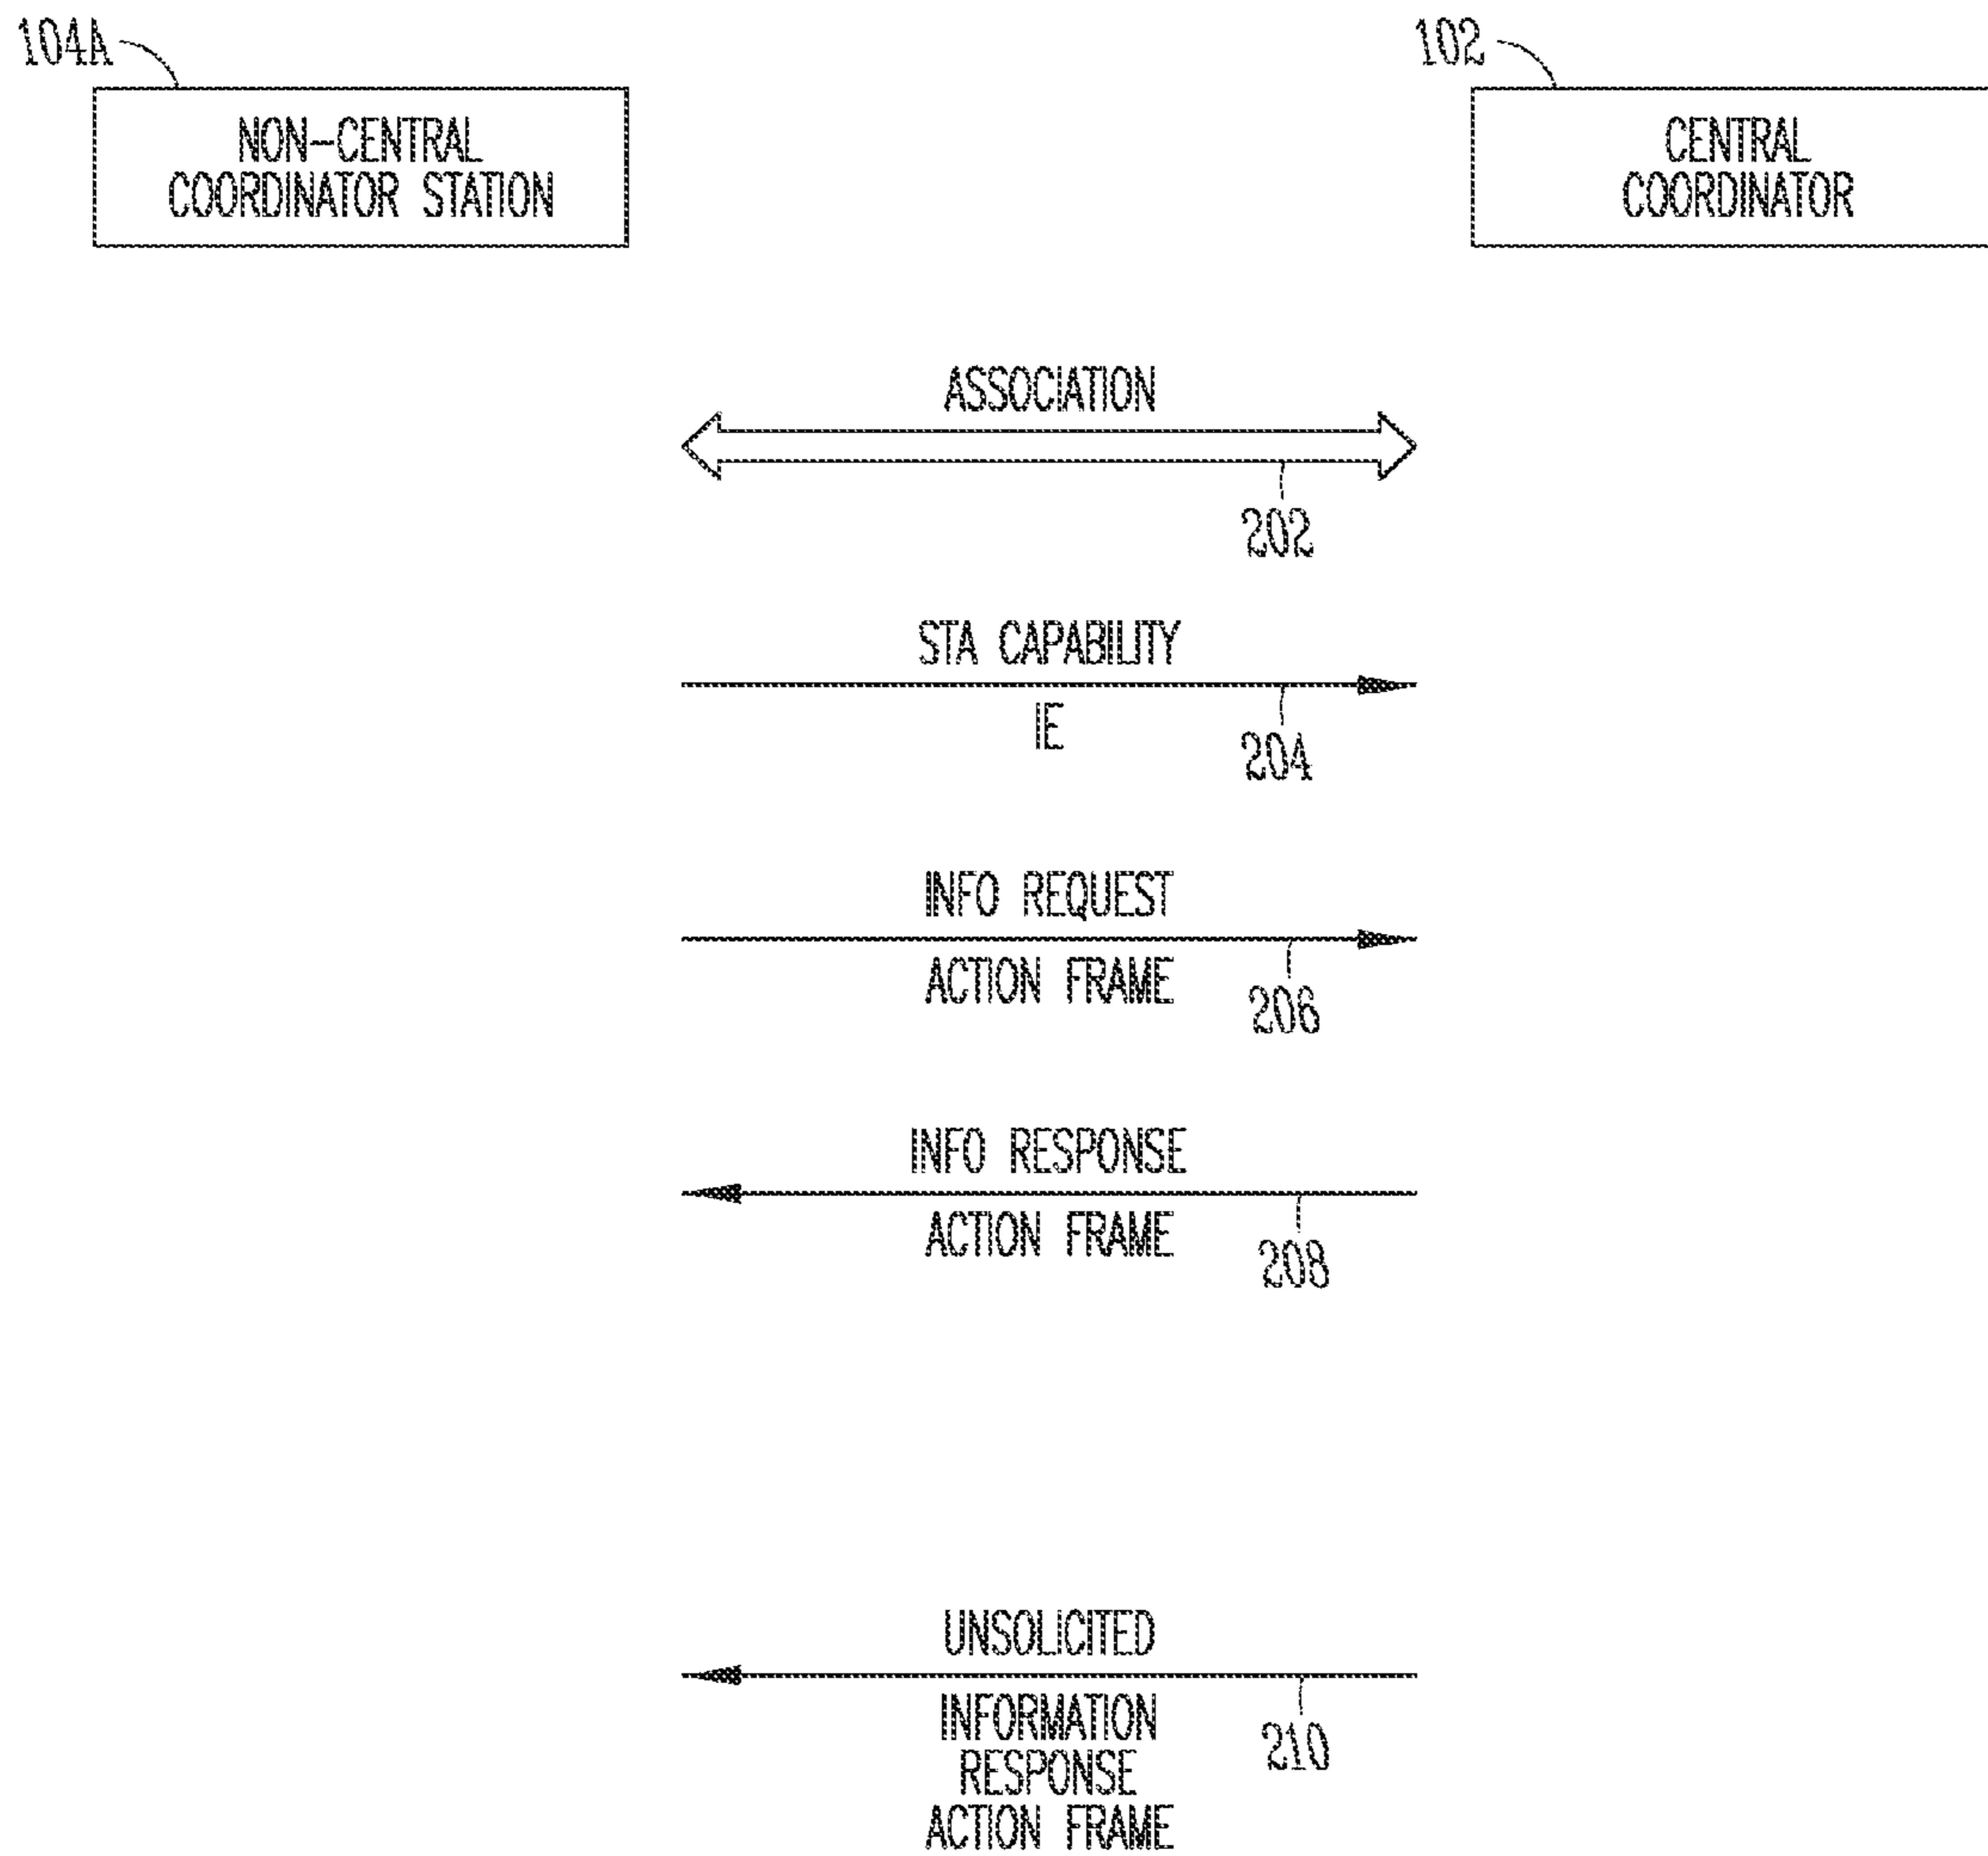 104A
NON-CENTRAL
COORDINATOR STATION
102
CENTRAL
COORDINATOR
ASSOCIATION
202
STA CAPABILITY
IE
204
INFO REQUEST
ACTION FRAME
206
INFO RESPONSE
ACTION FRAME
208
UNSOLICITED
INFORMATION
RESPONSE
ACTION FRAME
210